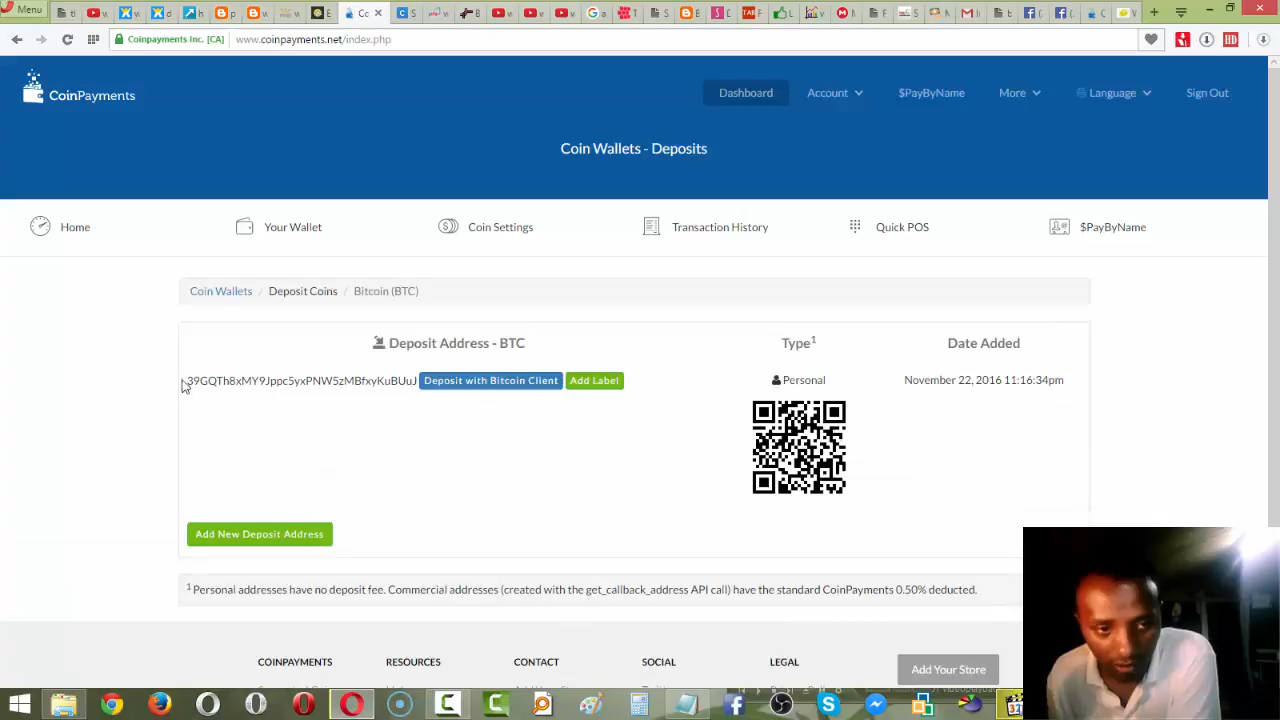 Menu
Coinpayments Inc. [CA]
www.coinpayments.net/index.php
CoinPayments
Dashboard
Account
$PayByName
More
Language
Sign Out
Coin Wallets - Deposits
Home
Your Wallet
Coin Settings
Transaction History
Quick POS
$PayByName
Coin Wallets / Deposit Coins / Bitcoin (BTC)
Deposit Address - BTC
Type1
Date Added
39GQTh8xMY9Jppc5yxPNW5zMBfxyKuBUuJ Deposit with Bitcoin Client Add Label
Personal
November 22, 2016 11:16:34pm
Add New Deposit Address
1 Personal addresses have no deposit fee. Commercial addresses (created with the get_callback_address API call) have the standard CoinPayments 0.50% deducted.
COINPAYMENTS
RESOURCES
CONTACT
SOCIAL
LEGAL
Add Your Store